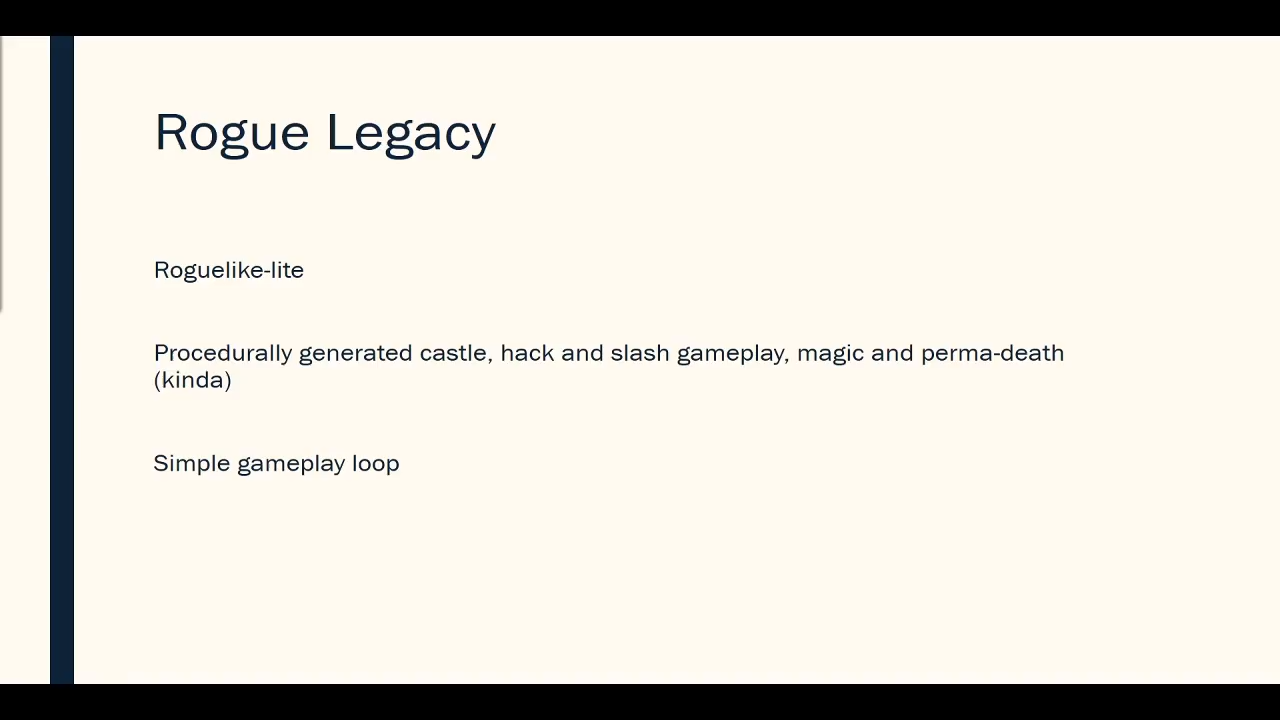 Rogue Legacy
Roguelike-lite
Procedurally generated castle, hack and slash gameplay, magic and perma-death
(kinda)
Simple gameplay loop